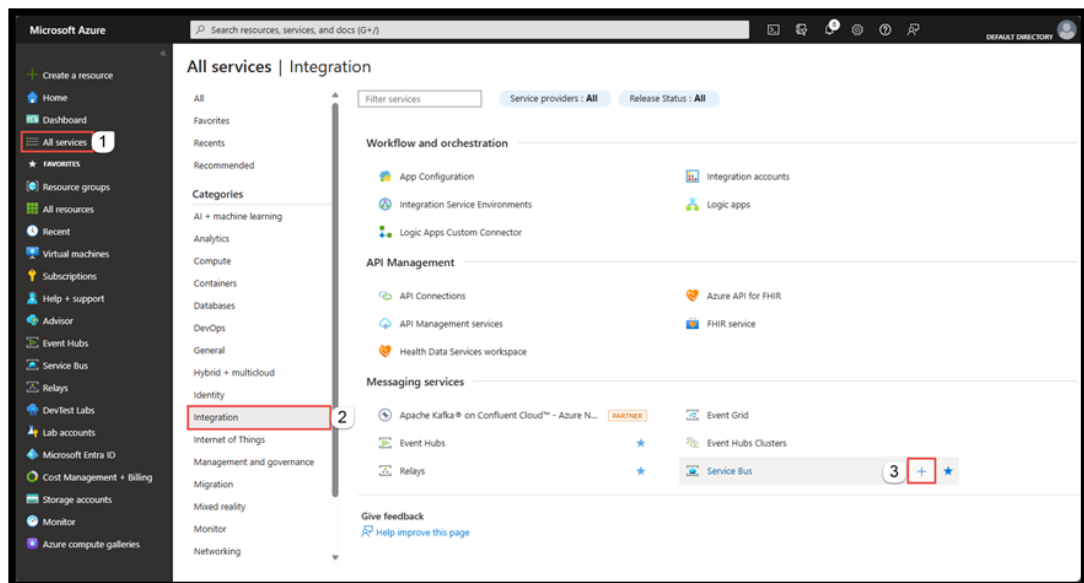 Microsoft Azure
Search resources, services, and docs (G+/)
6
DEFAULT DIRECTORY
«
Create a resource
Home
Dashboard
All services
1
FAVORITES
Resource groups
All resources
Recent
Virtual machines
Subscriptions
Help + support
Advisor
Event Hubs
Service Bus
Relays
DevTest Labs
Lab accounts
Microsoft Entra ID
Cost Management + Billing
Storage accounts
Monitor
Azure compute galleries
All services | Integration
All
Favorites
Recents
Recommended
Categories
AI + machine learning
Analytics
Compute
Containers
Databases
DevOps
General
Hybrid + multicloud
Identity
Integration
2
Internet of Things
Management and governance
Migration
Mixed reality
Monitor
Networking
Filter services
Service providers : All
Release Status : All
Workflow and orchestration
App Configuration
Integration accounts
Integration Service Environments
Logic apps
Logic Apps Custom Connector
API Management
API Connections
Azure API for FHIR
API Management services
FHIR service
Health Data Services workspace
Messaging services
Apache Kafka® on Confluent Cloud™ - Azure N... PARTNER
Event Grid
Event Hubs
Event Hubs Clusters
Relays
Service Bus
3 +
Give feedback
Help improve this page